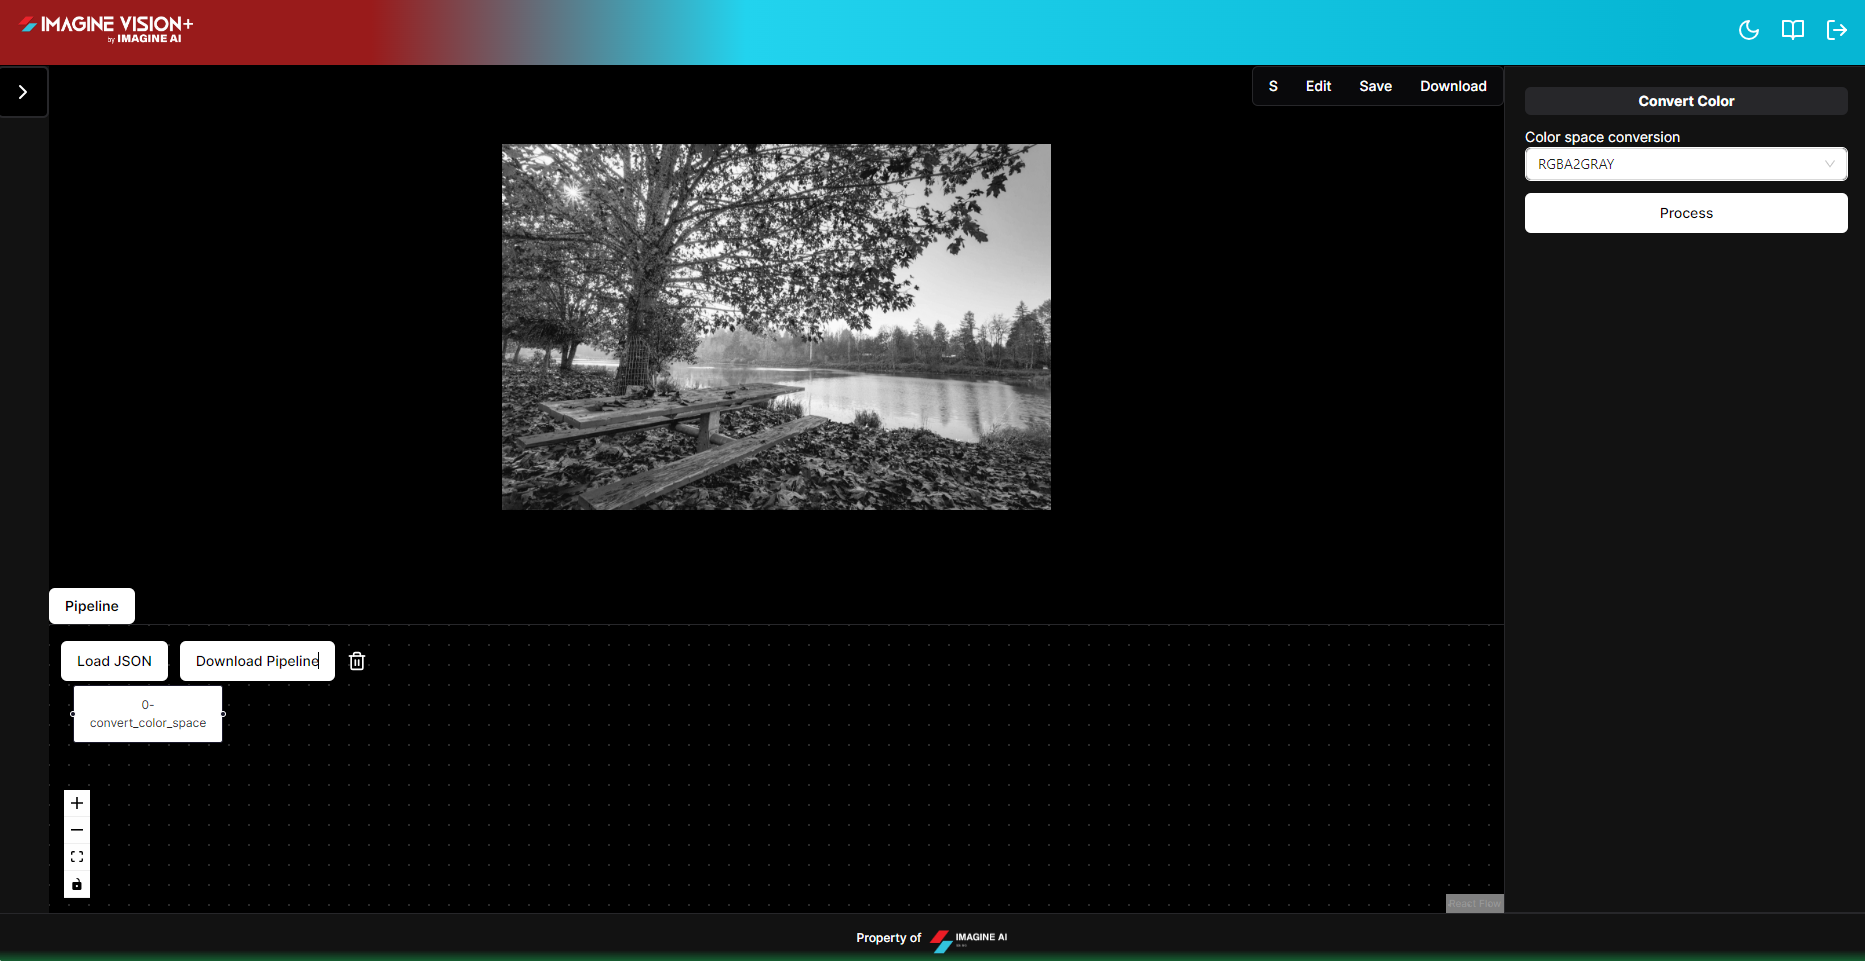 IMAGINE VISION+
by IMAGINE AI
S Edit Save Download
Convert Color
Color space conversion
RGBA2GRAY
Process
Pipeline
Load JSON Download Pipeline
0-
convert_color_space
React Flow
Property of IMAGINE AI